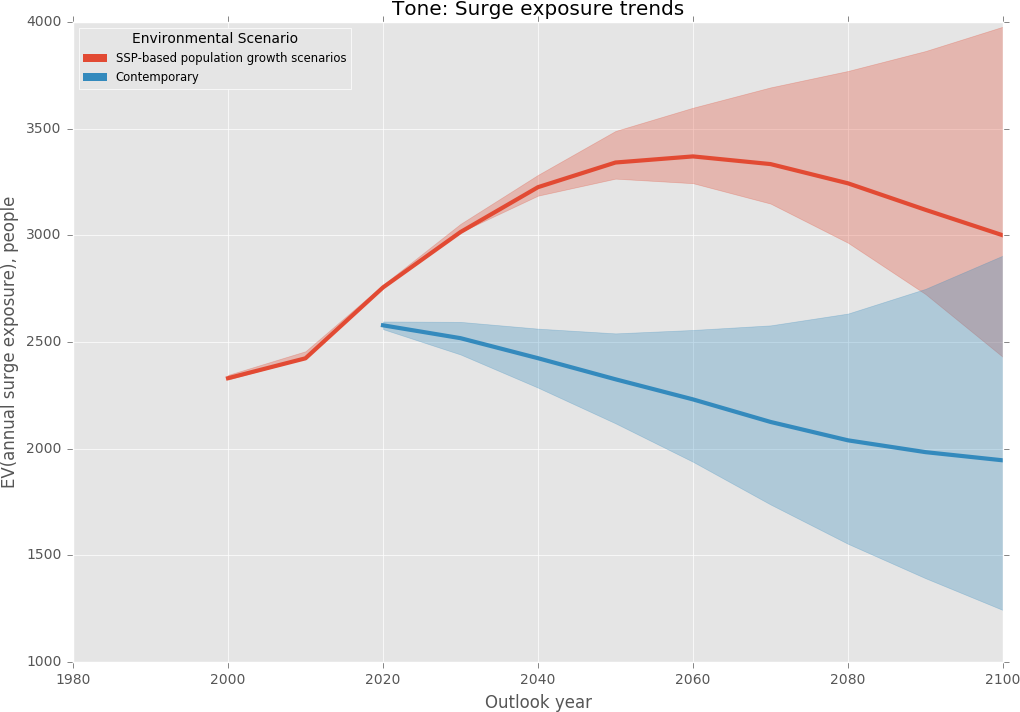 Tone: Surge exposure trends
Environmental Scenario
SSP-based population growth scenarios
Contemporary
EV(annual surge exposure), people
4000
3500
3000
2500
2000
1500
1000
1980 2000 2020 2040 2060 2080 2100
Outlook year